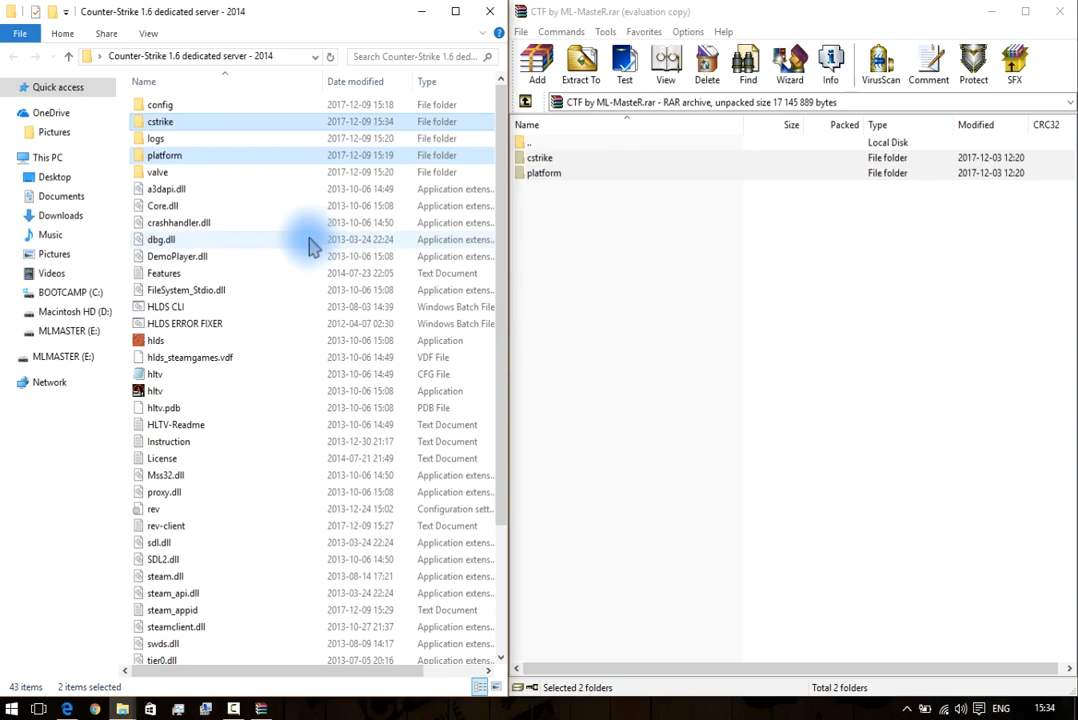 Counter-Strike 1.6 dedicated server - 2014
File Home Share View
Counter-Strike 1.6 dedicated server - 2014
Search Counter-Strike 1.6 ded...
Name Date modified Type
Quick access
OneDrive
Pictures
This PC
Desktop
Documents
Downloads
Music
Pictures
Videos
BOOTCAMP (C:)
Macintosh HD (D:)
MLMASTER (E:)
MLMASTER (E:)
Network
config 2017-12-09 15:18 File folder
cstrike 2017-12-09 15:34 File folder
logs 2017-12-09 15:35 File folder
platform 2017-12-09 15:19 File folder
valve 2017-12-09 15:20 File folder
a3dapi.dll 2013-10-06 14:49 Application extens...
Core.dll 2013-10-06 15:08 Application extens...
crashhandler.dll 2013-10-06 14:50 Application extens...
dbg.dll 2013-03-24 22:24 Application extens...
DemoPlayer.dll 2013-10-06 15:08 Application extens...
Features 2014-07-23 22:05 Text Document
FileSystem_Stdio.dll 2013-10-06 15:08 Application extens...
HLDS CLI 2013-08-03 14:39 Windows Batch File
HLDS ERROR FIXER 2012-04-07 02:30 Windows Batch File
hlds 2013-10-06 15:08 Application
hlds_steamgames.vdf 2013-10-06 14:49 VDF File
hltv 2013-10-06 14:49 CFG File
hltv 2013-10-06 15:08 Application
hltv.pdb 2013-10-06 15:08 PDB File
HLTV-Readme 2013-10-06 14:49 Text Document
Instruction 2013-12-30 21:17 Text Document
License 2014-07-21 21:49 Text Document
Mss32.dll 2013-10-06 14:50 Application extens...
proxy.dll 2013-10-06 15:08 Application extens...
rev 2013-12-24 15:02 Configuration sett...
rev-client 2017-12-09 15:27 Text Document
sdl.dll 2013-03-24 22:24 Application extens...
SDL2.dll 2013-10-06 14:50 Application extens...
steam.dll 2013-08-14 17:21 Application extens...
steam_api.dll 2013-03-24 22:24 Application extens...
steam_appid 2017-12-09 15:29 Text Document
steamclient.dll 2013-10-27 21:37 Application extens...
swds.dll 2013-08-09 14:17 Application extens...
tier0.dll 2013-07-05 20:16 Application extens...
43 items 2 items selected
CTF by ML-MasteR.rar (evaluation copy)
File Commands Tools Favorites Options Help
Add Extract To Test View Delete Find Wizard Info VirusScan Comment Protect SFX
CTF by ML-MasteR.rar - RAR archive, unpacked size 17 145 889 bytes
Name Size Packed Type Modified CRC32
.. Local Disk
cstrike File folder 2017-12-03 12:20
platform File folder 2017-12-03 12:20
Selected 2 folders Total 2 folders
ENG 15:34